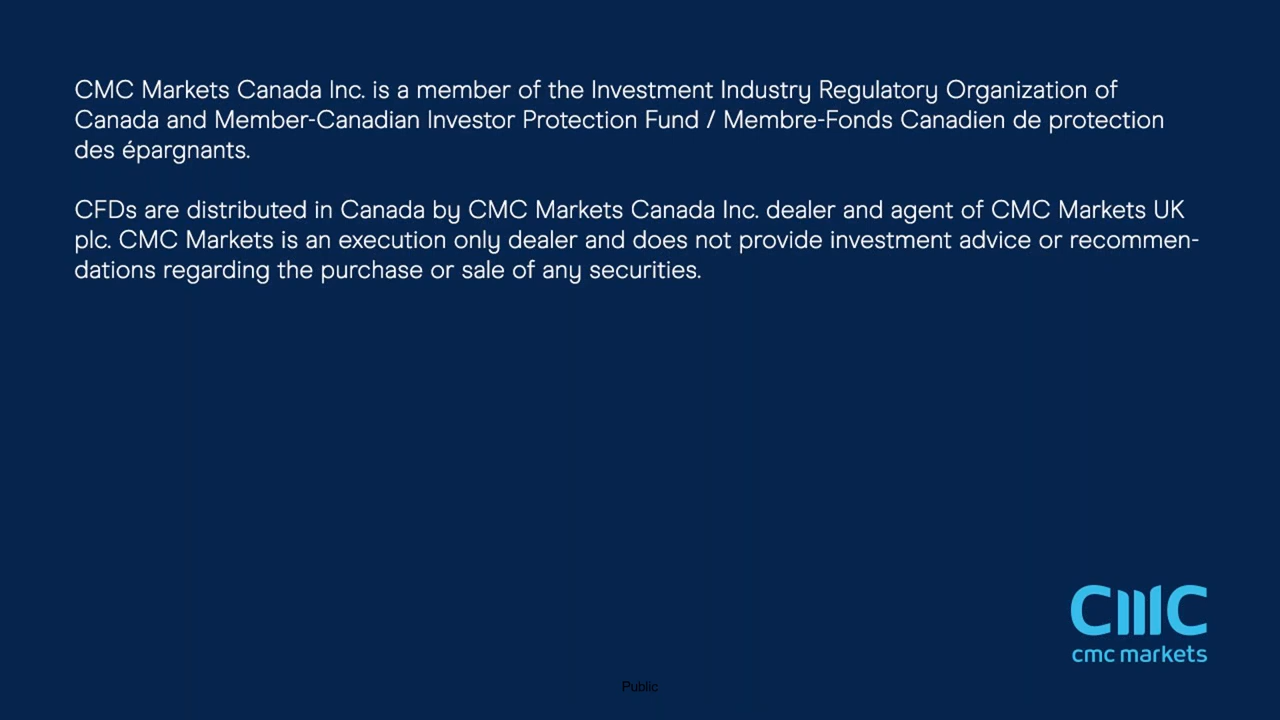 CMC Markets Canada Inc. is a member of the Investment Industry Regulatory Organization of
Canada and Member-Canadian Investor Protection Fund / Membre-Fonds Canadien de protection
des épargnants.
CFDs are distributed in Canada by CMC Markets Canada Inc. dealer and agent of CMC Markets UK
plc. CMC Markets is an execution only dealer and does not provide investment advice or recommen-
dations regarding the purchase or sale of any securities.
CMC
cmc markets
Public